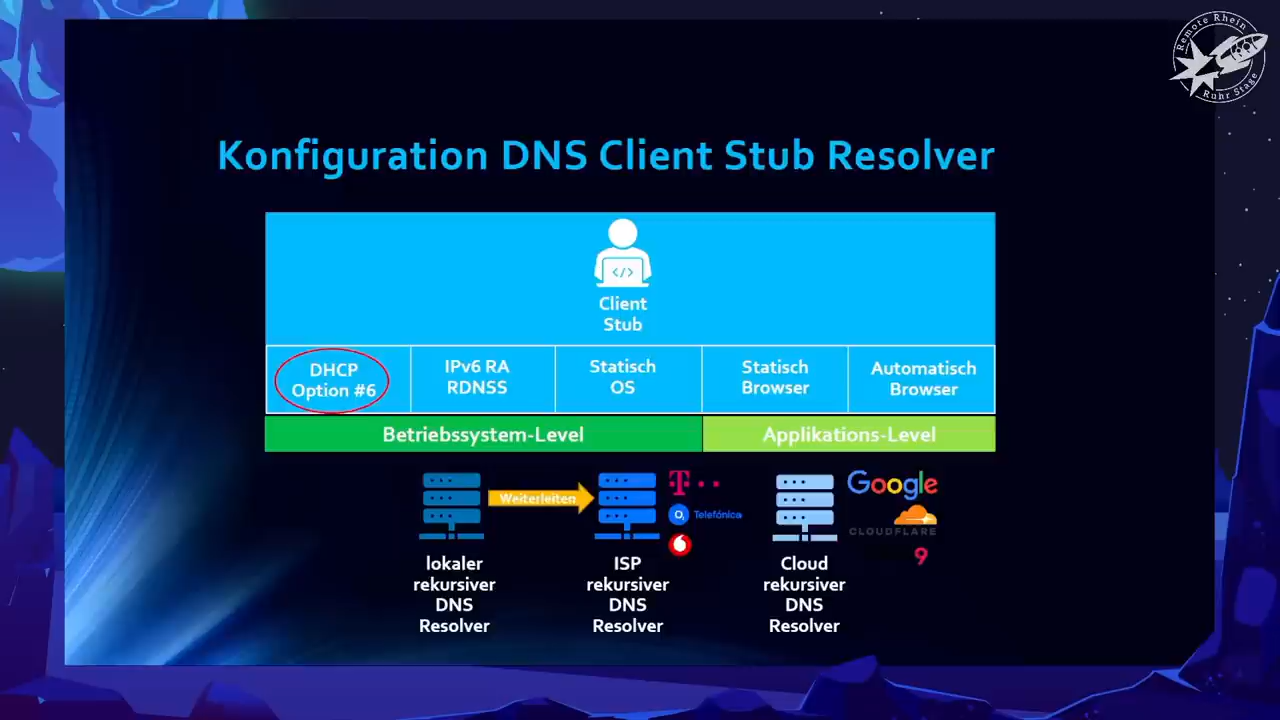 Remote Rhein
Ruhr Stage
Konfiguration DNS Client Stub Resolver
</>
Client
Stub
DHCP
Option #6
IPv6 RA
RDNSS
Statisch
OS
Statisch
Browser
Automatisch
Browser
Betriebssystem-Level
Applikations-Level
Weiterleiten
T
O₂ Telefónica
Google
CLOUDFLARE
9
lokaler
rekursiver
DNS
Resolver
ISP
rekursiver
DNS
Resolver
Cloud
rekursiver
DNS
Resolver